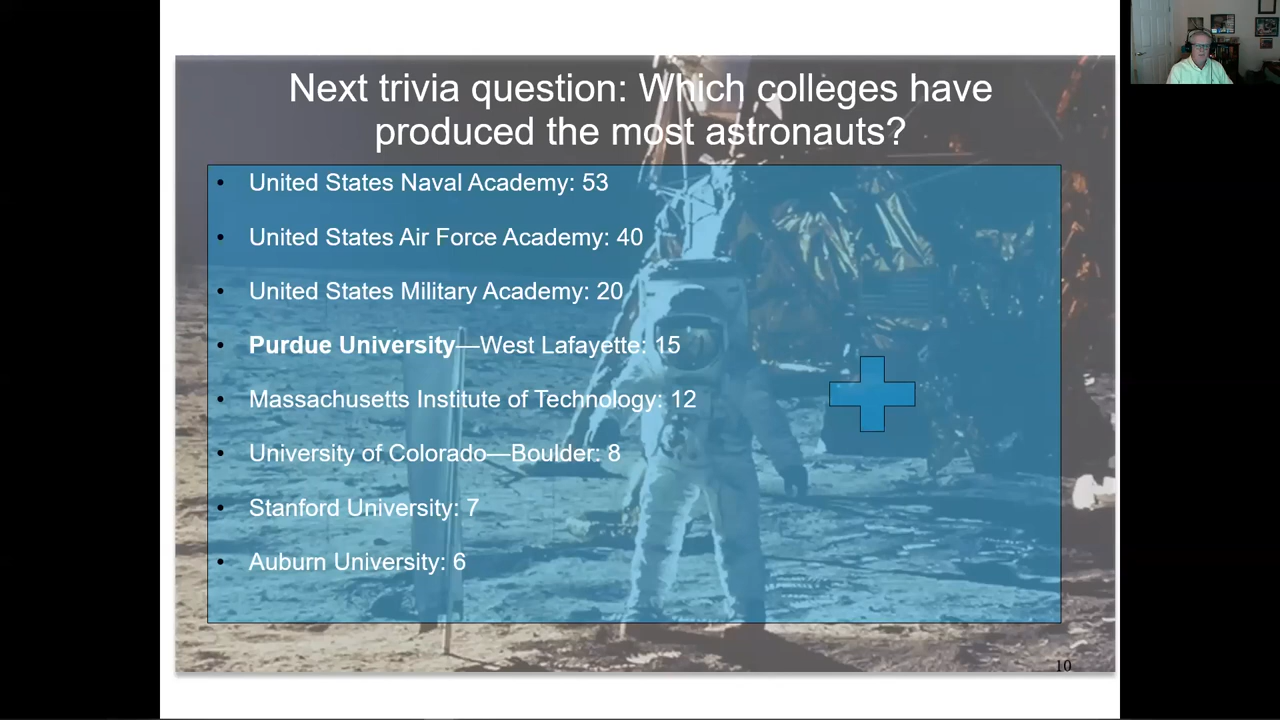 Next trivia question: Which colleges have
produced the most astronauts?
• United States Naval Academy: 53
• United States Air Force Academy: 40
• United States Military Academy: 20
• Purdue University—West Lafayette: 15
• Massachusetts Institute of Technology: 12
• University of Colorado—Boulder: 8
• Stanford University: 7
• Auburn University: 6
10